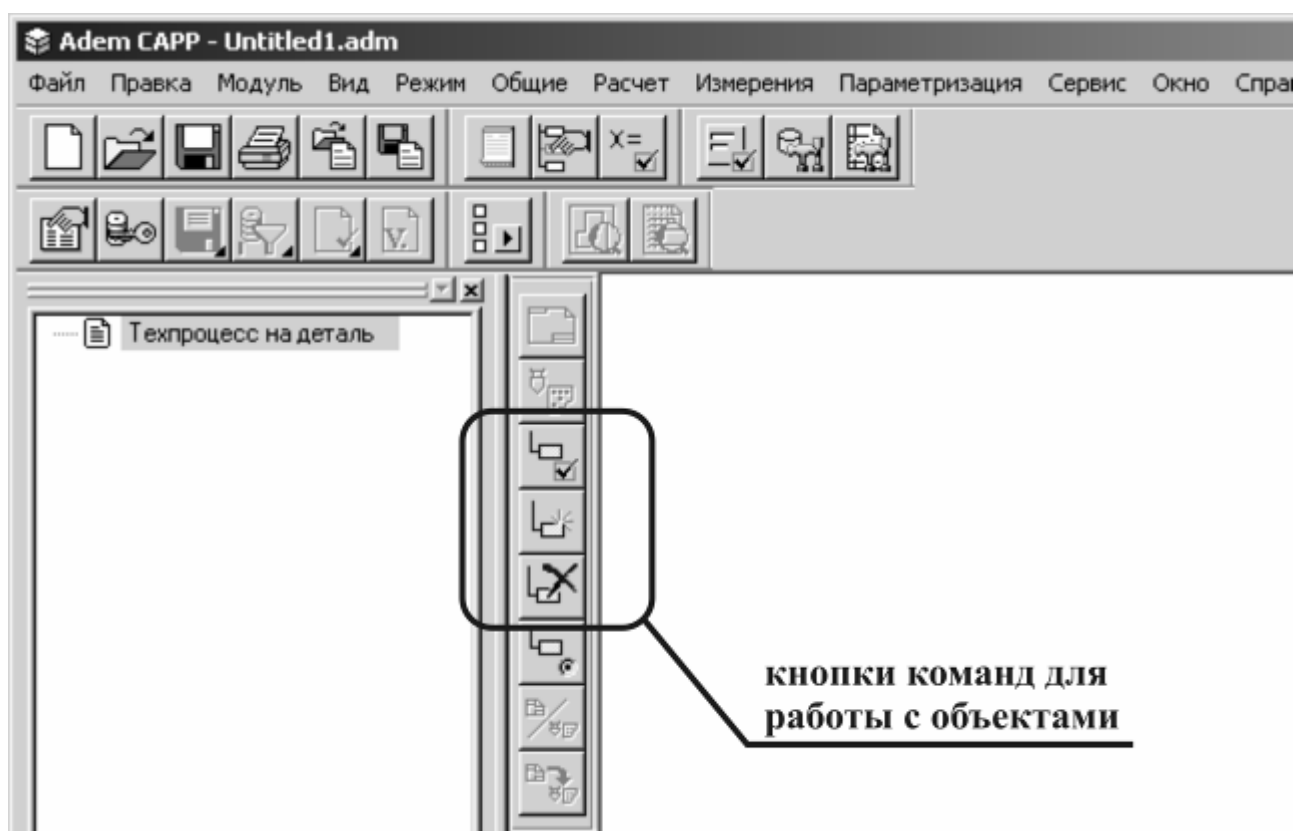 Adem CAPP - Untitled1.adm
Файл Правка Модуль Вид Режим Общие Расчет Измерения Параметризация Сервис Окно Справ
X=
V.
Техпроцесс на деталь
кнопки команд для
работы с объектами